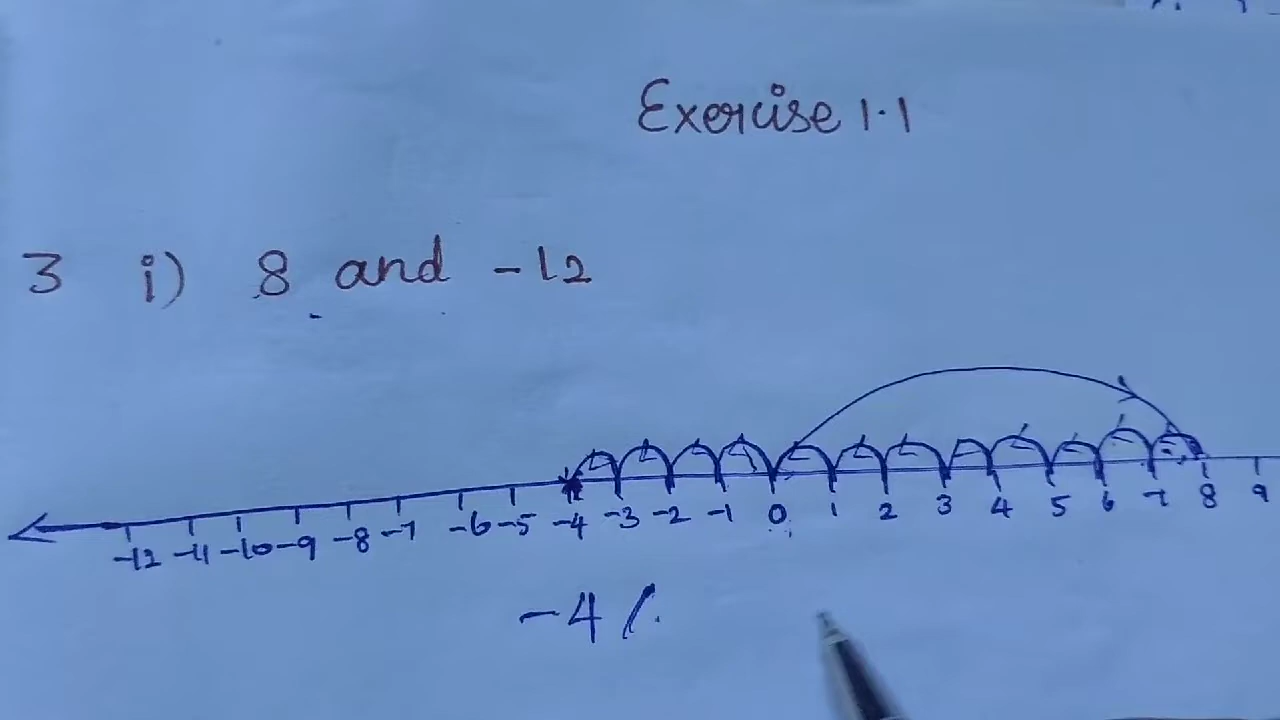 Exercise 1.1
3 i) 8 and -12
-12 -11 -10 -9 -8 -7 -6 -5 -4 -3 -2 -1 0 1 2 3 4 5 6 7 8 9
-4 /.